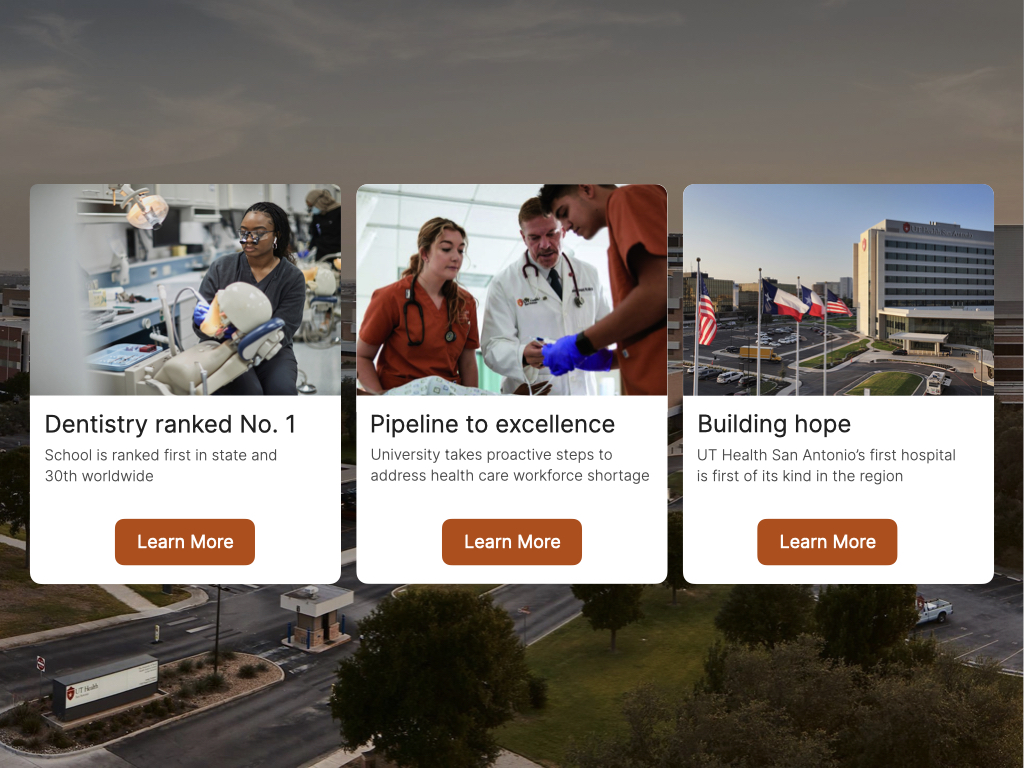 Dentistry ranked No. 1
School is ranked first in state and
30th worldwide
Learn More
Pipeline to excellence
University takes proactive steps to
address health care workforce shortage
Learn More
Building hope
UT Health San Antonio’s first hospital
is first of its kind in the region
Learn More
UT Health